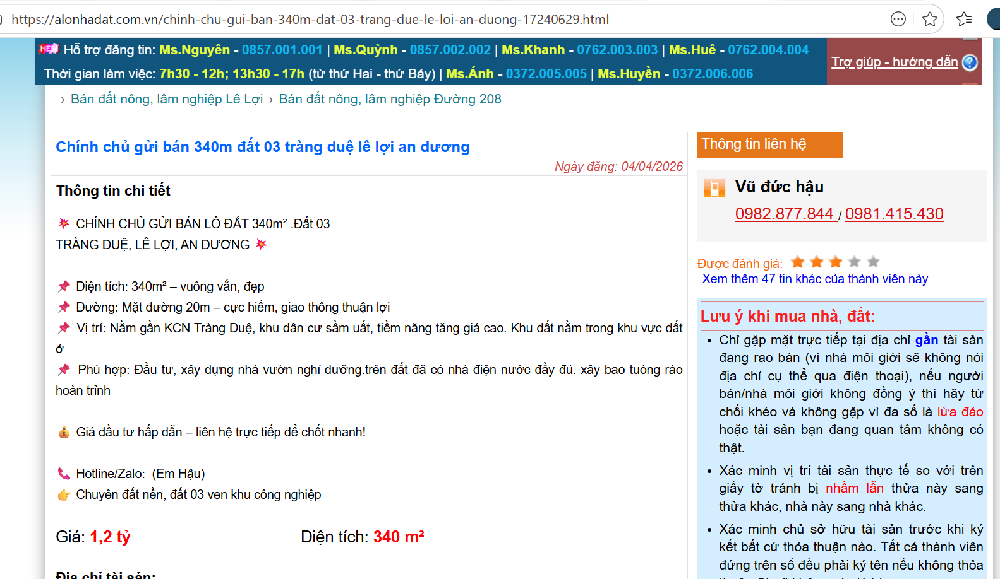 https://alonhadat.com.vn/chinh-chu-gui-ban-340m-dat-03-trang-due-le-loi-an-duong-17240629.html
NEW Hỗ trợ đăng tin: Ms.Nguyên - 0857.001.001 | Ms.Quỳnh - 0857.002.002 | Ms.Khanh - 0762.003.003 | Ms.Huê - 0762.004.004
Thời gian làm việc: 7h30 - 12h; 13h30 - 17h (từ thứ Hai - thứ Bảy) | Ms.Ánh - 0372.005.005 | Ms.Huyền - 0372.006.006
Trợ giúp - hướng dẫn
› Bán đất nông, lâm nghiệp Lê Lợi › Bán đất nông, lâm nghiệp Đường 208
Chính chủ gửi bán 340m đất 03 tràng duệ lê lợi an dương
Ngày đăng: 04/04/2026
Thông tin chi tiết
💥 CHÍNH CHỦ GỬI BÁN LÔ ĐẤT 340m² .Đất 03
TRÀNG DUỆ, LÊ LỢI, AN DƯƠNG 💥
📌 Diện tích: 340m² – vuông vắn, đẹp
📌 Đường: Mặt đường 20m – cực hiếm, giao thông thuận lợi
📌 Vị trí: Nằm gần KCN Tràng Duệ, khu dân cư sầm uất, tiềm năng tăng giá cao. Khu đất nằm trong khu vực đất
ở
📌 Phù hợp: Đầu tư, xây dựng nhà vườn nghỉ dưỡng.trên đất đã có nhà điện nước đầy đủ. xây bao tuòng rào
hoàn trỉnh
💰 Giá đầu tư hấp dẫn – liên hệ trực tiếp để chốt nhanh!
📞 Hotline/Zalo:  (Em Hậu)
👉 Chuyên đất nền, đất 03 ven khu công nghiệp
Giá: 1,2 tỷ
Diện tích: 340 m²
Địa chỉ tài sản:
Thông tin liên hệ
Vũ đức hậu
0982.877.844 / 0981.415.430
Được đánh giá:
Xem thêm 47 tin khác của thành viên này
Lưu ý khi mua nhà, đất:
• Chỉ gặp mặt trực tiếp tại địa chỉ gần tài sản
đang rao bán (vì nhà môi giới sẽ không nói
địa chỉ cụ thể qua điện thoại), nếu người
bán/nhà môi giới không đồng ý thì hãy từ
chối khéo và không gặp vì đa số là lừa đảo
hoặc tài sản bạn đang quan tâm không có
thật.
• Xác minh vị trí tài sản thực tế so với trên
giấy tờ tránh bị nhầm lẫn thửa này sang
thửa khác, nhà này sang nhà khác.
• Xác minh chủ sở hữu tài sản trước khi ký
kết bất cứ thỏa thuận nào. Tất cả thành viên
đứng trên sổ đều phải ký tên nếu không thỏa